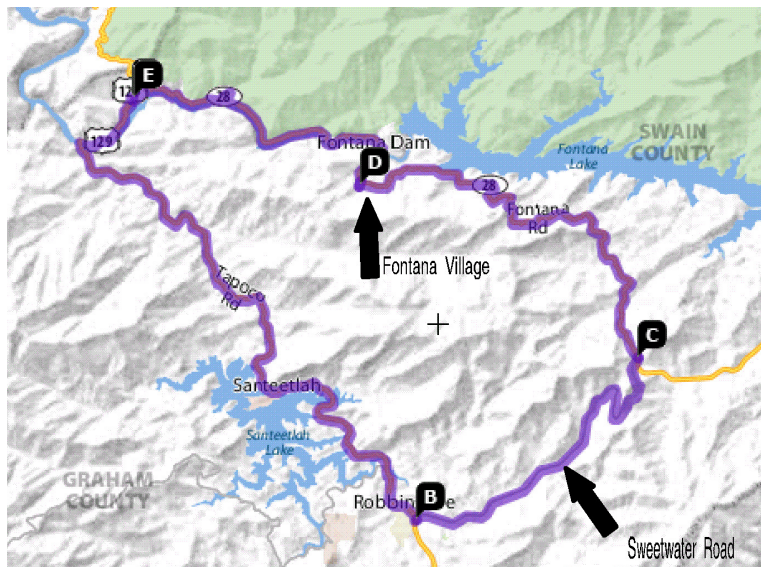 E
12
28
129
Fontana Dam
SWAIN
COUNTY
Fontana
Lake
D
28
Fontana
Rd
Fontana Village
Tapoco
Rd
C
Santeetlah
Santeetlah
Lake
GRAHAM
COUNTY
B
Sweetwater Road